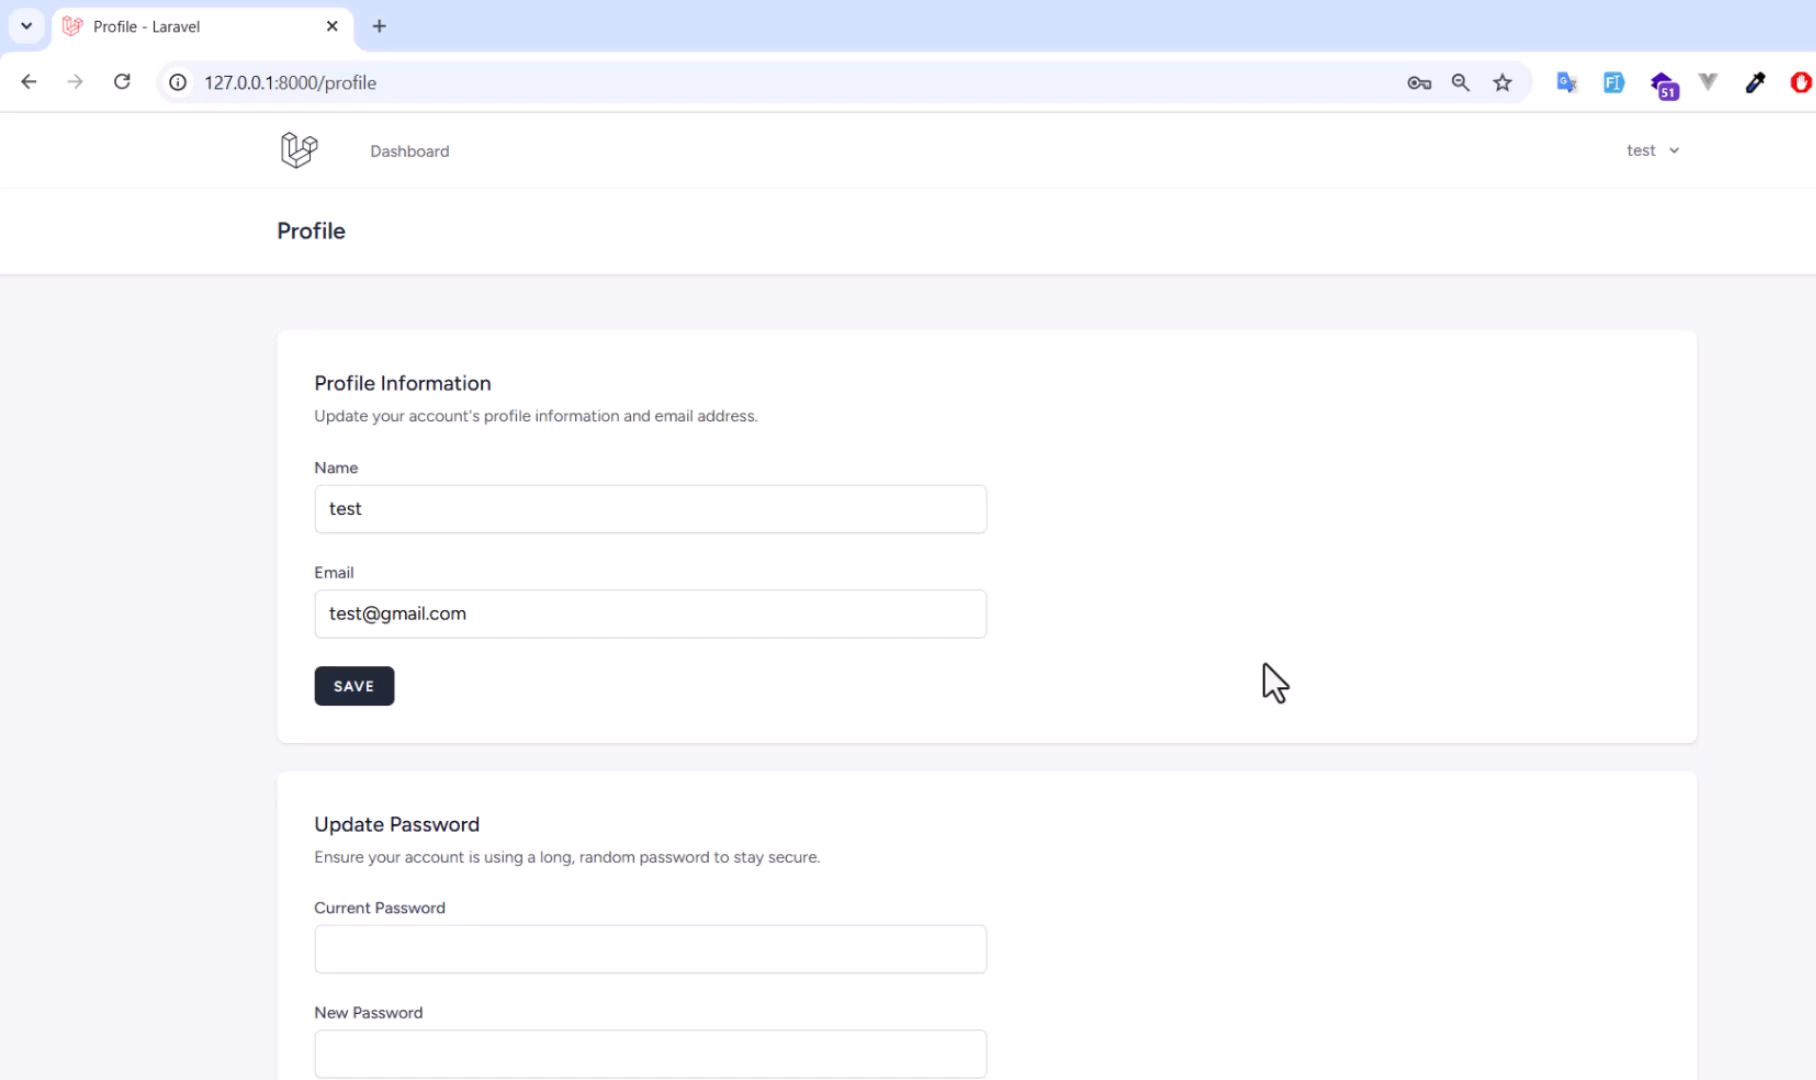 Profile - Laravel
127.0.0.1:8000/profile
51
Dashboard
test
Profile
Profile Information
Update your account's profile information and email address.
Name
test
Email
test@gmail.com
SAVE
Update Password
Ensure your account is using a long, random password to stay secure.
Current Password
New Password